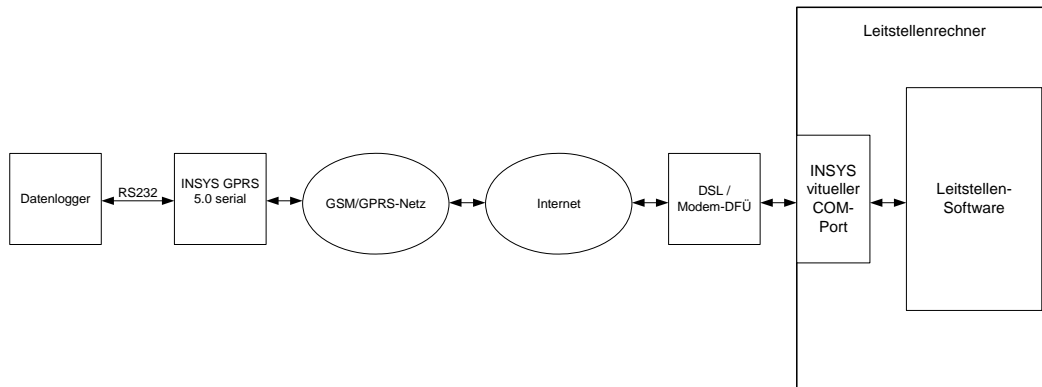 Leitstellenrechner
Datenlogger
RS232
INSYS GPRS
5.0 serial
GSM/GPRS-Netz
Internet
DSL /
Modem-DFÜ
INSYS
vitueller
COM-
Port
Leitstellen-
Software